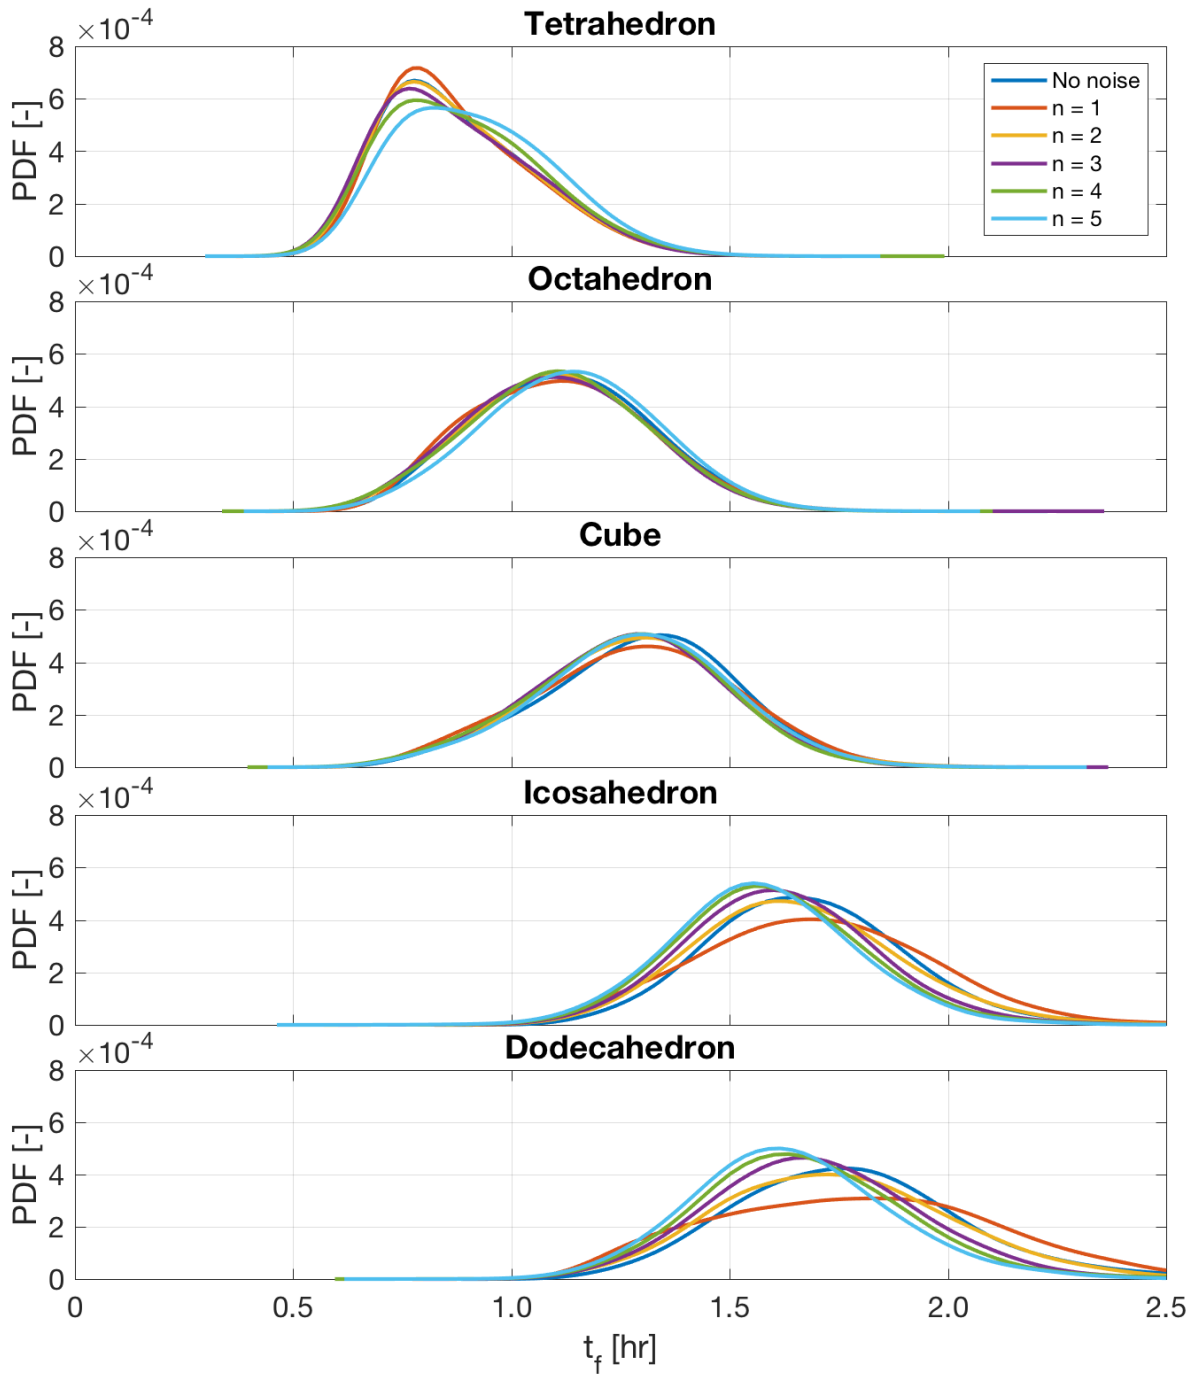 Tetrahedron
×10-4
8
6
4
2
0
PDF [-]
No noise
n = 1
n = 2
n = 3
n = 4
n = 5
Octahedron
×10-4
8
6
4
2
0
PDF [-]
Cube
×10-4
8
6
4
2
0
PDF [-]
Icosahedron
×10-4
8
6
4
2
0
PDF [-]
Dodecahedron
×10-4
8
6
4
2
0
PDF [-]
0 0.5 1.0 1.5 2.0 2.5
tf [hr]